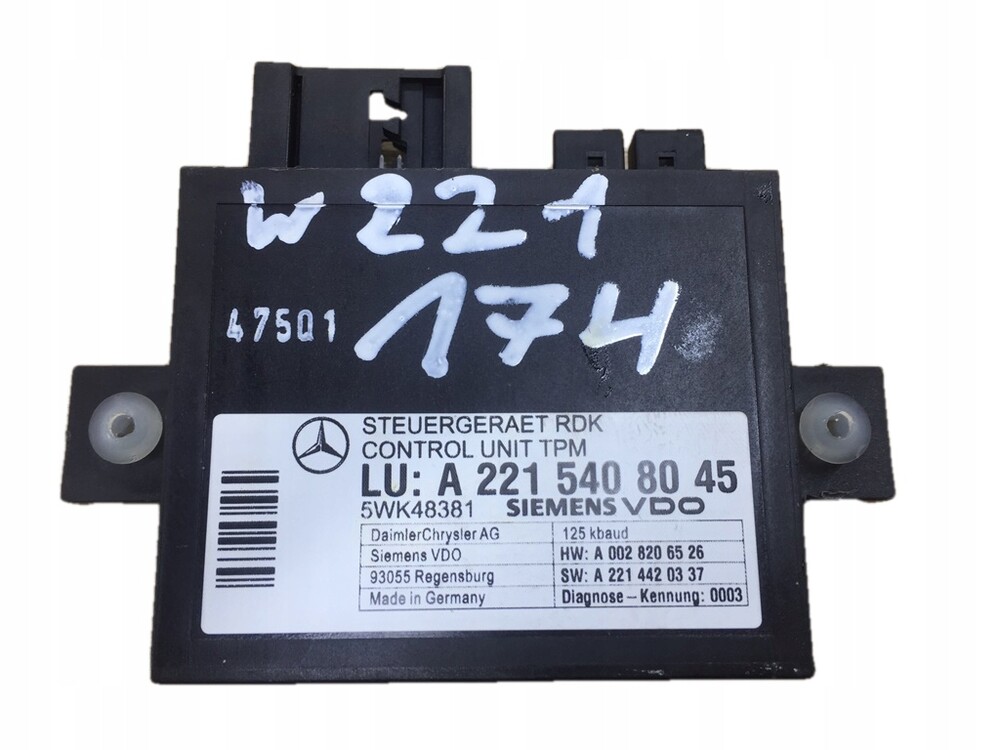 W221
174
47501
STEUERGERAET RDK
CONTROL UNIT TPM
LU: A 221 540 80 45
5WK48381 SIEMENS VDO
DaimlerChrysler AG 125 kbaud
Siemens VDO HW: A 002 820 65 26
93055 Regensburg SW: A 221 442 03 37
Made in Germany Diagnose – Kennung: 0003